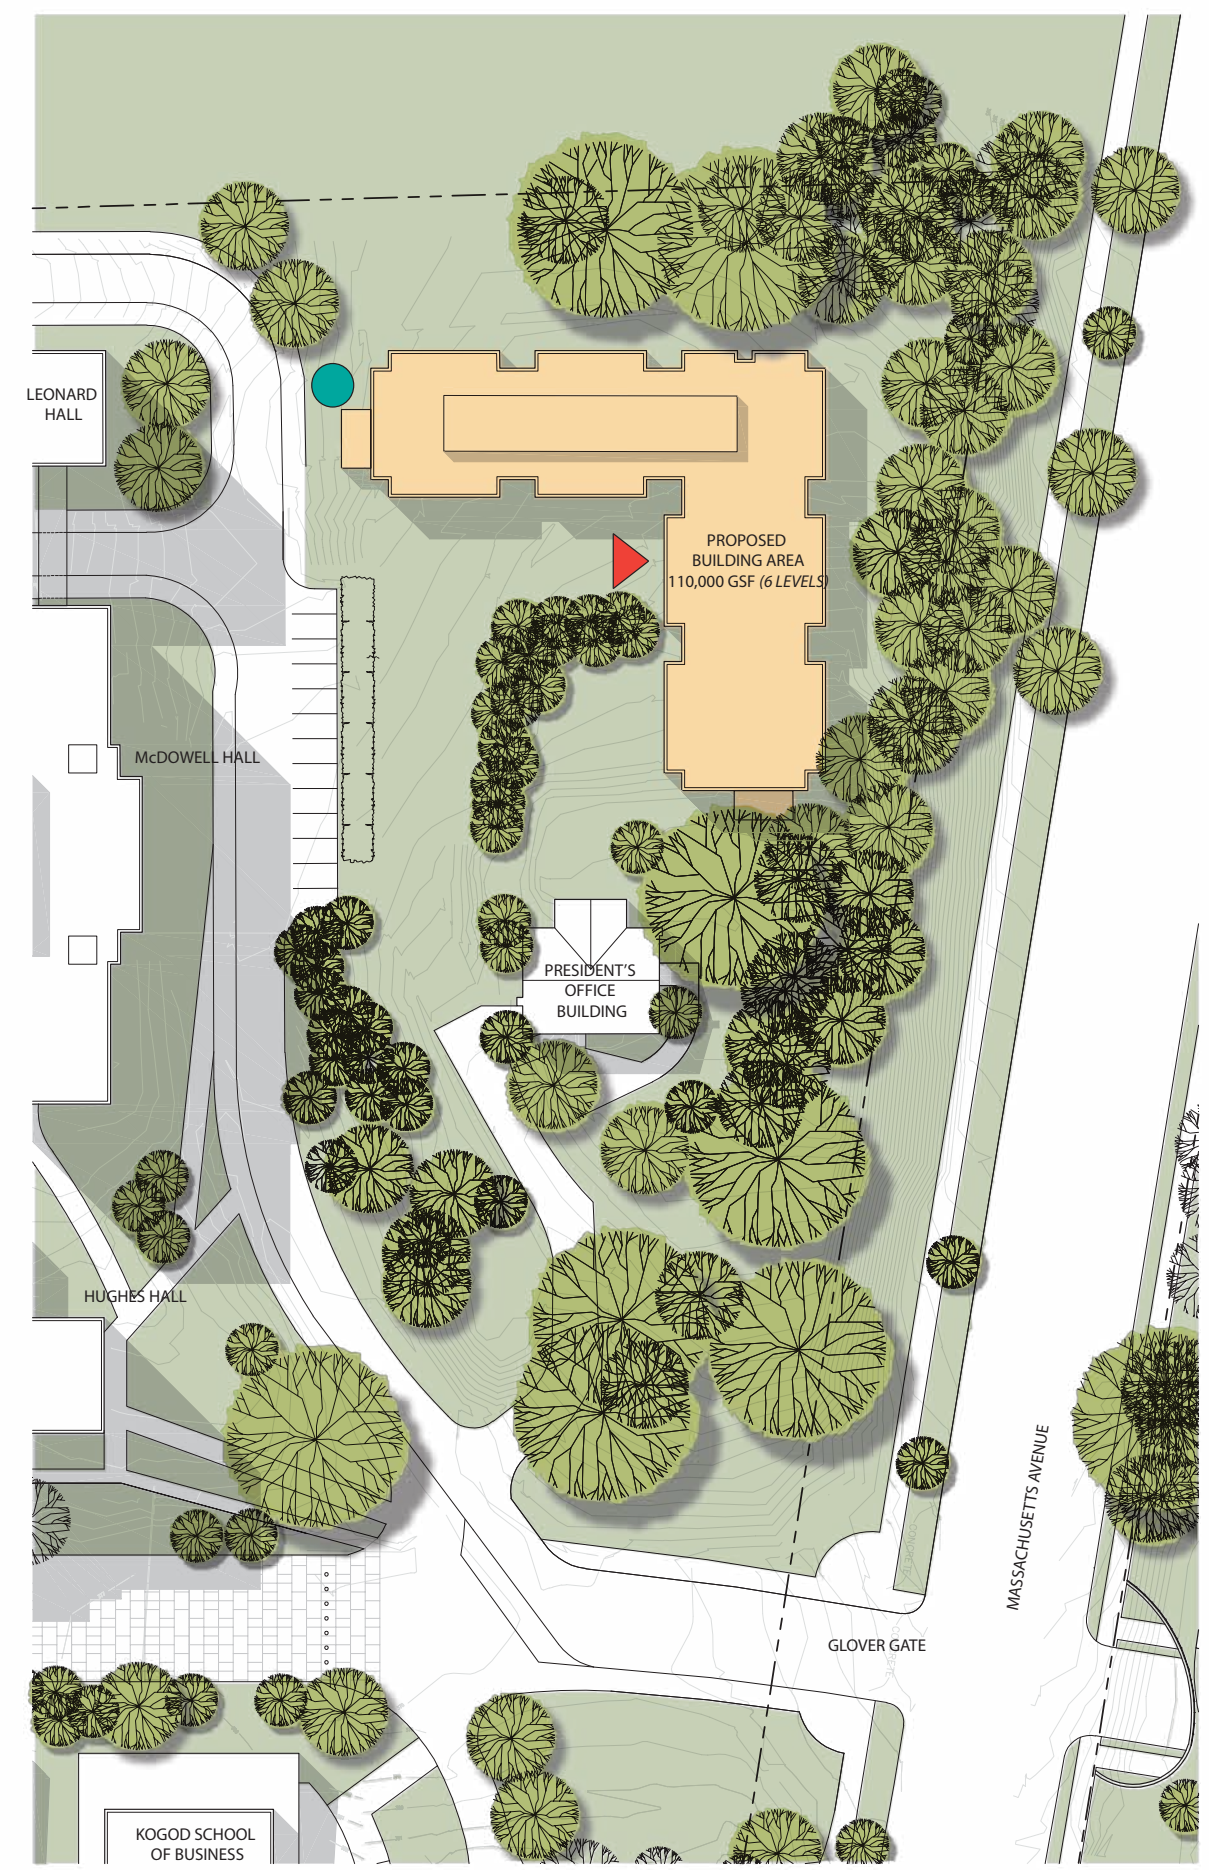 LEONARD
HALL
PROPOSED
BUILDING AREA
110,000 GSF (6 LEVELS)
McDOWELL HALL
PRESIDENT'S
OFFICE
BUILDING
HUGHES HALL
MASSACHUSETTS AVENUE
GLOVER GATE
KOGOD SCHOOL
OF BUSINESS